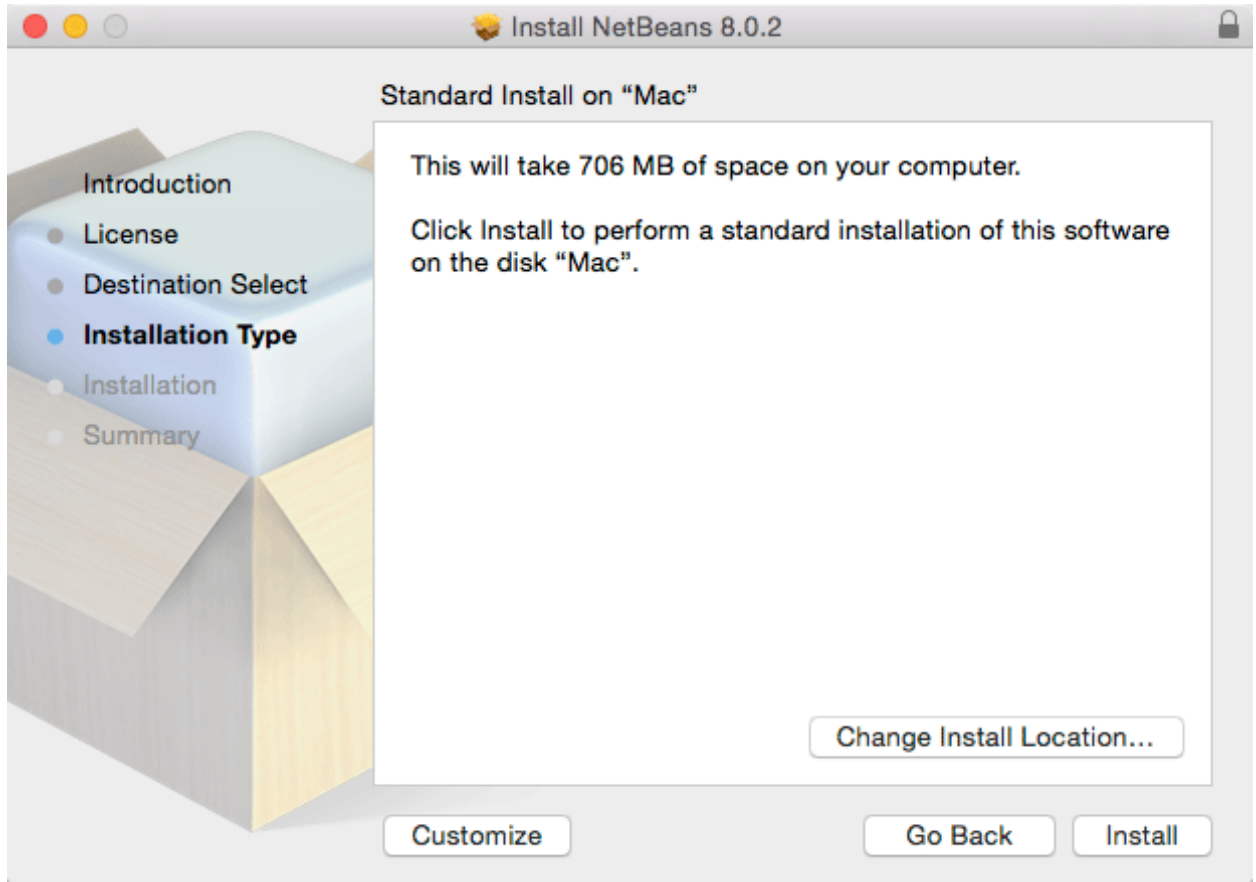 Install NetBeans 8.0.2
Standard Install on “Mac”
Introduction
License
Destination Select
Installation Type
Installation
Summary
This will take 706 MB of space on your computer.
Click Install to perform a standard installation of this software
on the disk “Mac”.
Change Install Location...
Customize
Go Back
Install